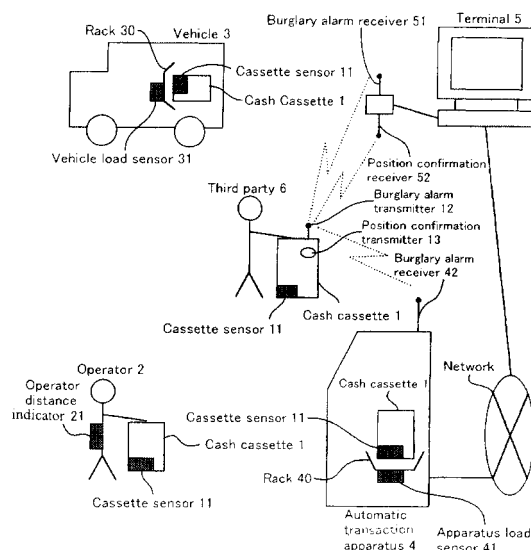 Burglary alarm
receiver 51
Terminal 5
Rack 30
Vehicle 3
Cassette sensor 11
Cash Cassette 1
Vehicle load sensor 31
Position confirmation
receiver 52
Third party 6
Burglary alarm
transmitter 12
Position confirmation
transmitter 13
Burglary alarm
receiver 42
Cash cassette 1
Cassette sensor 11
Operator 2
Operator
distance
indicator 21
Cash cassette 1
Cassette sensor 11
Network
Cash cassette 1
Cassette sensor 11
Rack 40
Automatic
transaction
apparatus 4
Apparatus load
sensor 41